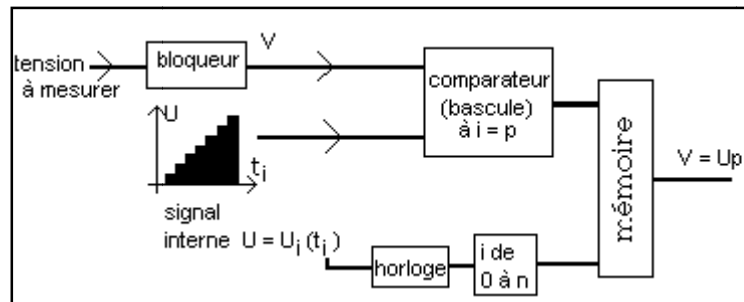 tension
à mesurer
bloqueur
V
comparateur
(bascule)
à i = p
mémoire
V = Up
U
t i
signal
interne U = U i (t i )
horloge
i de
0 à n